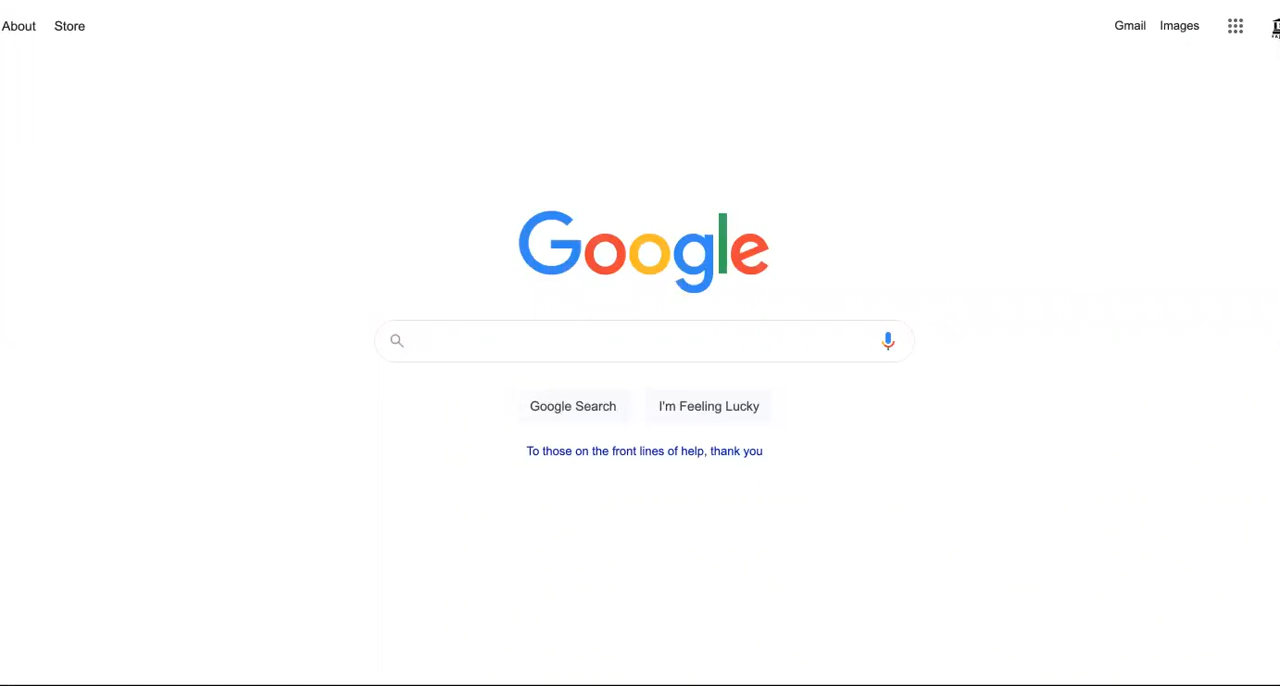 About Store Gmail Images
Google
Google Search I'm Feeling Lucky
To those on the front lines of help, thank you